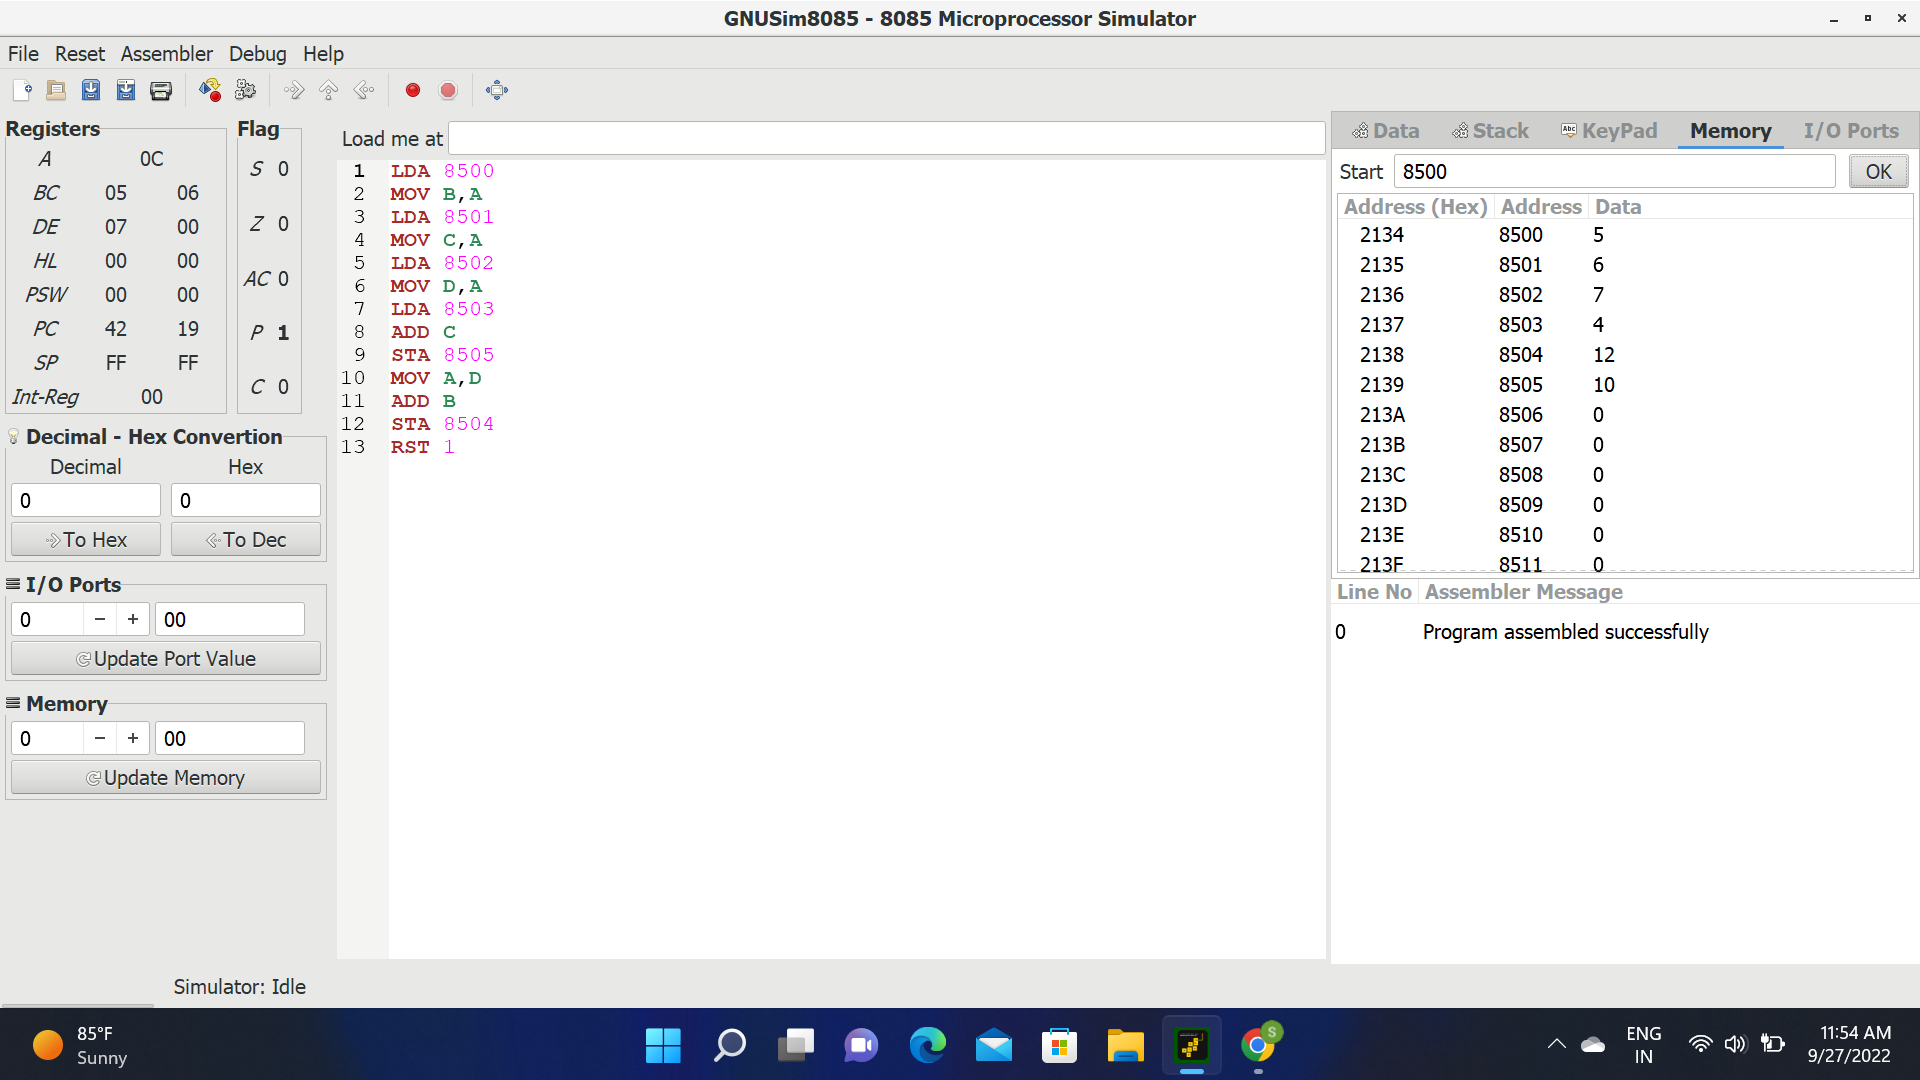 GNUSim8085 - 8085 Microprocessor Simulator
File Reset Assembler Debug Help
Registers
A 0C
BC 05 06
DE 07 00
HL 00 00
PSW 00 00
PC 42 19
SP FF FF
Int-Reg 00
Flag
S 0
Z 0
AC 0
P 1
C 0
Decimal - Hex Convertion
Decimal Hex
0 0
To Hex To Dec
I/O Ports
0 − + 00
Update Port Value
Memory
0 − + 00
Update Memory
Load me at
1 LDA 8500
2 MOV B,A
3 LDA 8501
4 MOV C,A
5 LDA 8502
6 MOV D,A
7 LDA 8503
8 ADD C
9 STA 8505
10 MOV A,D
11 ADD B
12 STA 8504
13 RST 1
Data Stack Abc KeyPad Memory I/O Ports
Start 8500 OK
Address (Hex) Address Data
2134 8500 5
2135 8501 6
2136 8502 7
2137 8503 4
2138 8504 12
2139 8505 10
213A 8506 0
213B 8507 0
213C 8508 0
213D 8509 0
213E 8510 0
213F 8511 0
Line No Assembler Message
0 Program assembled successfully
Simulator: Idle
85°F
Sunny
S
ENG
IN
11:54 AM
9/27/2022